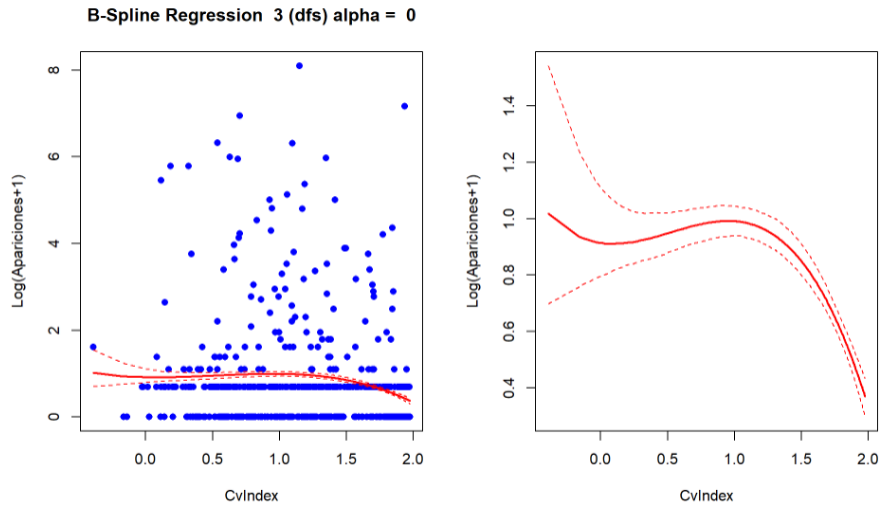 B-Spline Regression 3 (dfs) alpha = 0
Log(Apariciones+1)
8
6
4
2
0
0.0 0.5 1.0 1.5 2.0
CvIndex
Log(Apariciones+1)
1.4
1.2
1.0
0.8
0.6
0.4
0.0 0.5 1.0 1.5 2.0
CvIndex